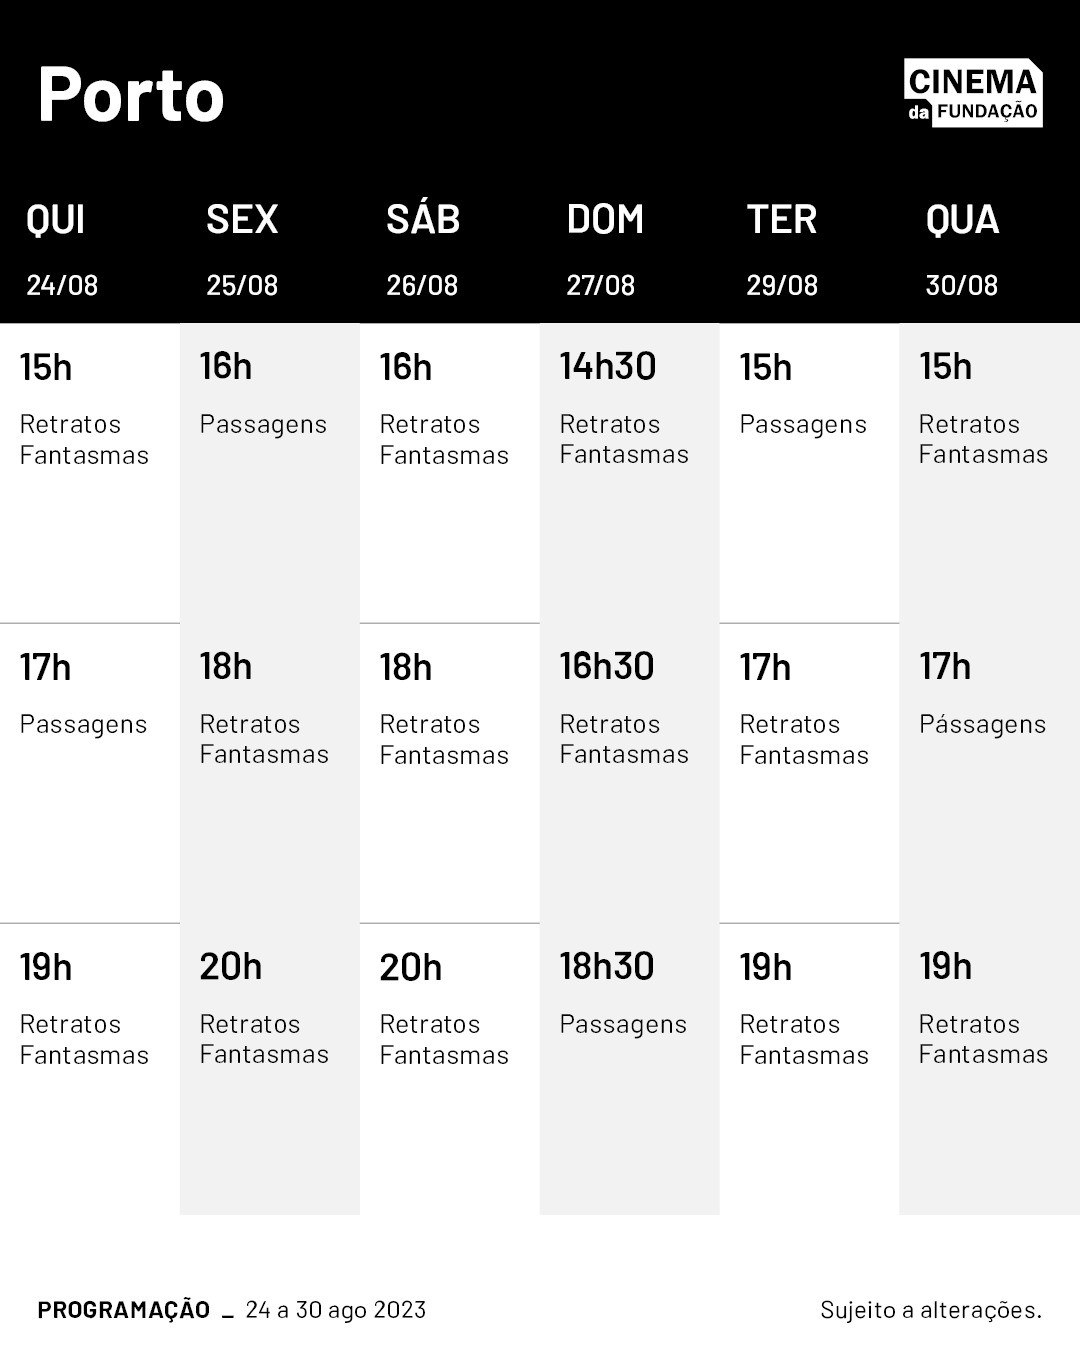 Porto
CINEMA
da FUNDAÇÃO
QUI SEX SÁB DOM TER QUA
24/08 25/08 26/08 27/08 29/08 30/08
15h 16h 16h 14h30 15h 15h
Retratos Passagens Retratos Retratos Passagens Retratos
Fantasmas Fantasmas Fantasmas Fantasmas
17h 18h 18h 16h30 17h 17h
Passagens Retratos Retratos Retratos Retratos Pássagens
Fantasmas Fantasmas Fantasmas Fantasmas
19h 20h 20h 18h30 19h 19h
Retratos Retratos Retratos Passagens Retratos Retratos
Fantasmas Fantasmas Fantasmas Fantasmas Fantasmas
PROGRAMAÇÃO _ 24 a 30 ago 2023 Sujeito a alterações.